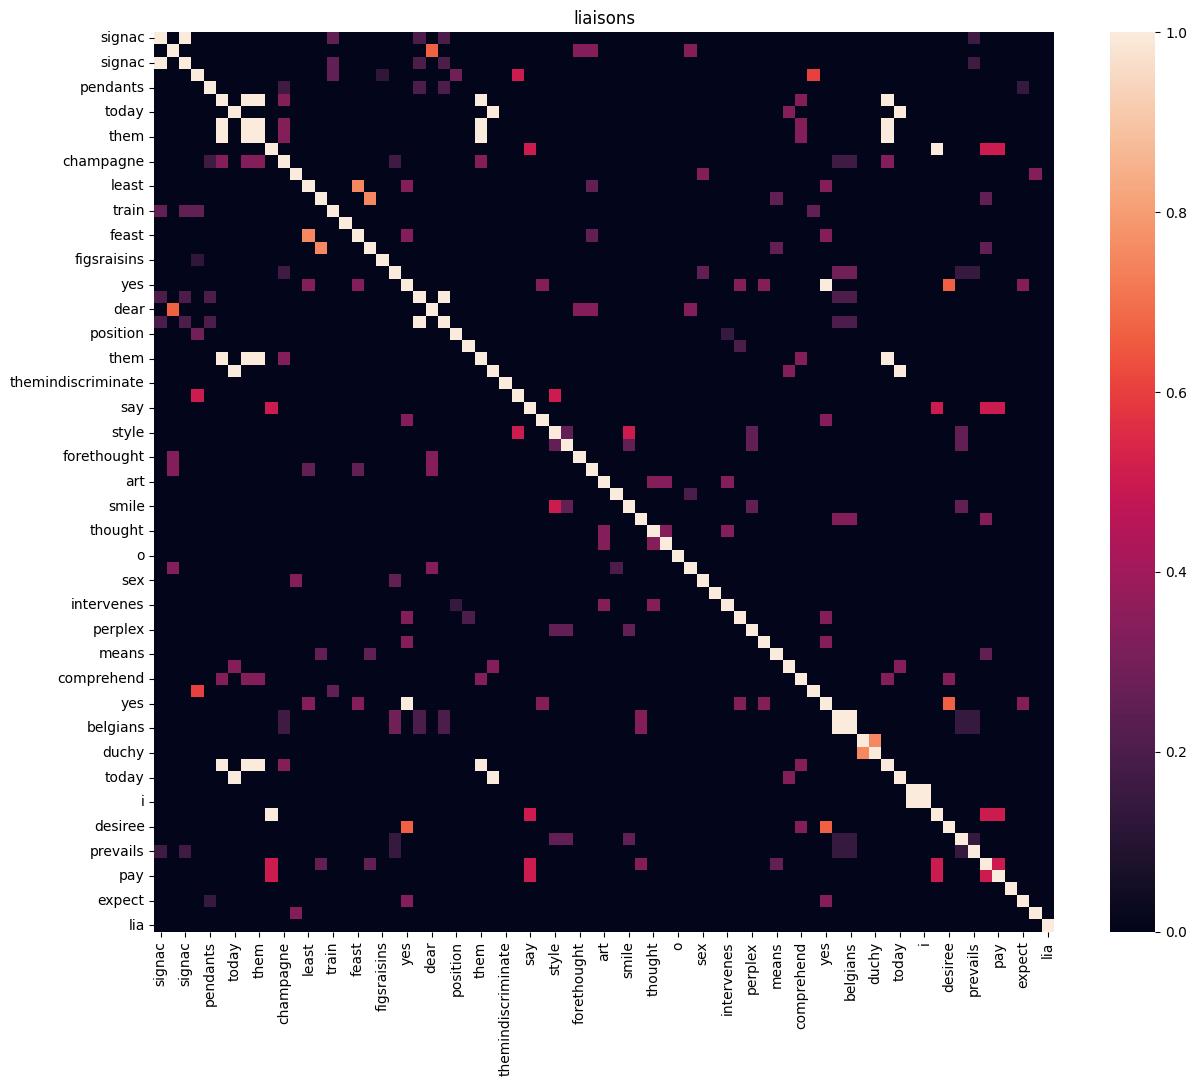 liaisons
signac
signac
pendants
today
them
champagne
least
train
feast
figsraisins
yes
dear
position
them
themindiscriminate
say
style
forethought
art
smile
thought
o
sex
intervenes
perplex
means
comprehend
yes
belgians
duchy
today
i
desiree
prevails
pay
expect
lia
1.0
0.8
0.6
0.4
0.2
0.0
signac
signac
pendants
today
them
champagne
least
train
feast
figsraisins
yes
dear
position
them
themindiscriminate
say
style
forethought
art
smile
thought
o
sex
intervenes
perplex
means
comprehend
yes
belgians
duchy
today
i
desiree
prevails
pay
expect
lia